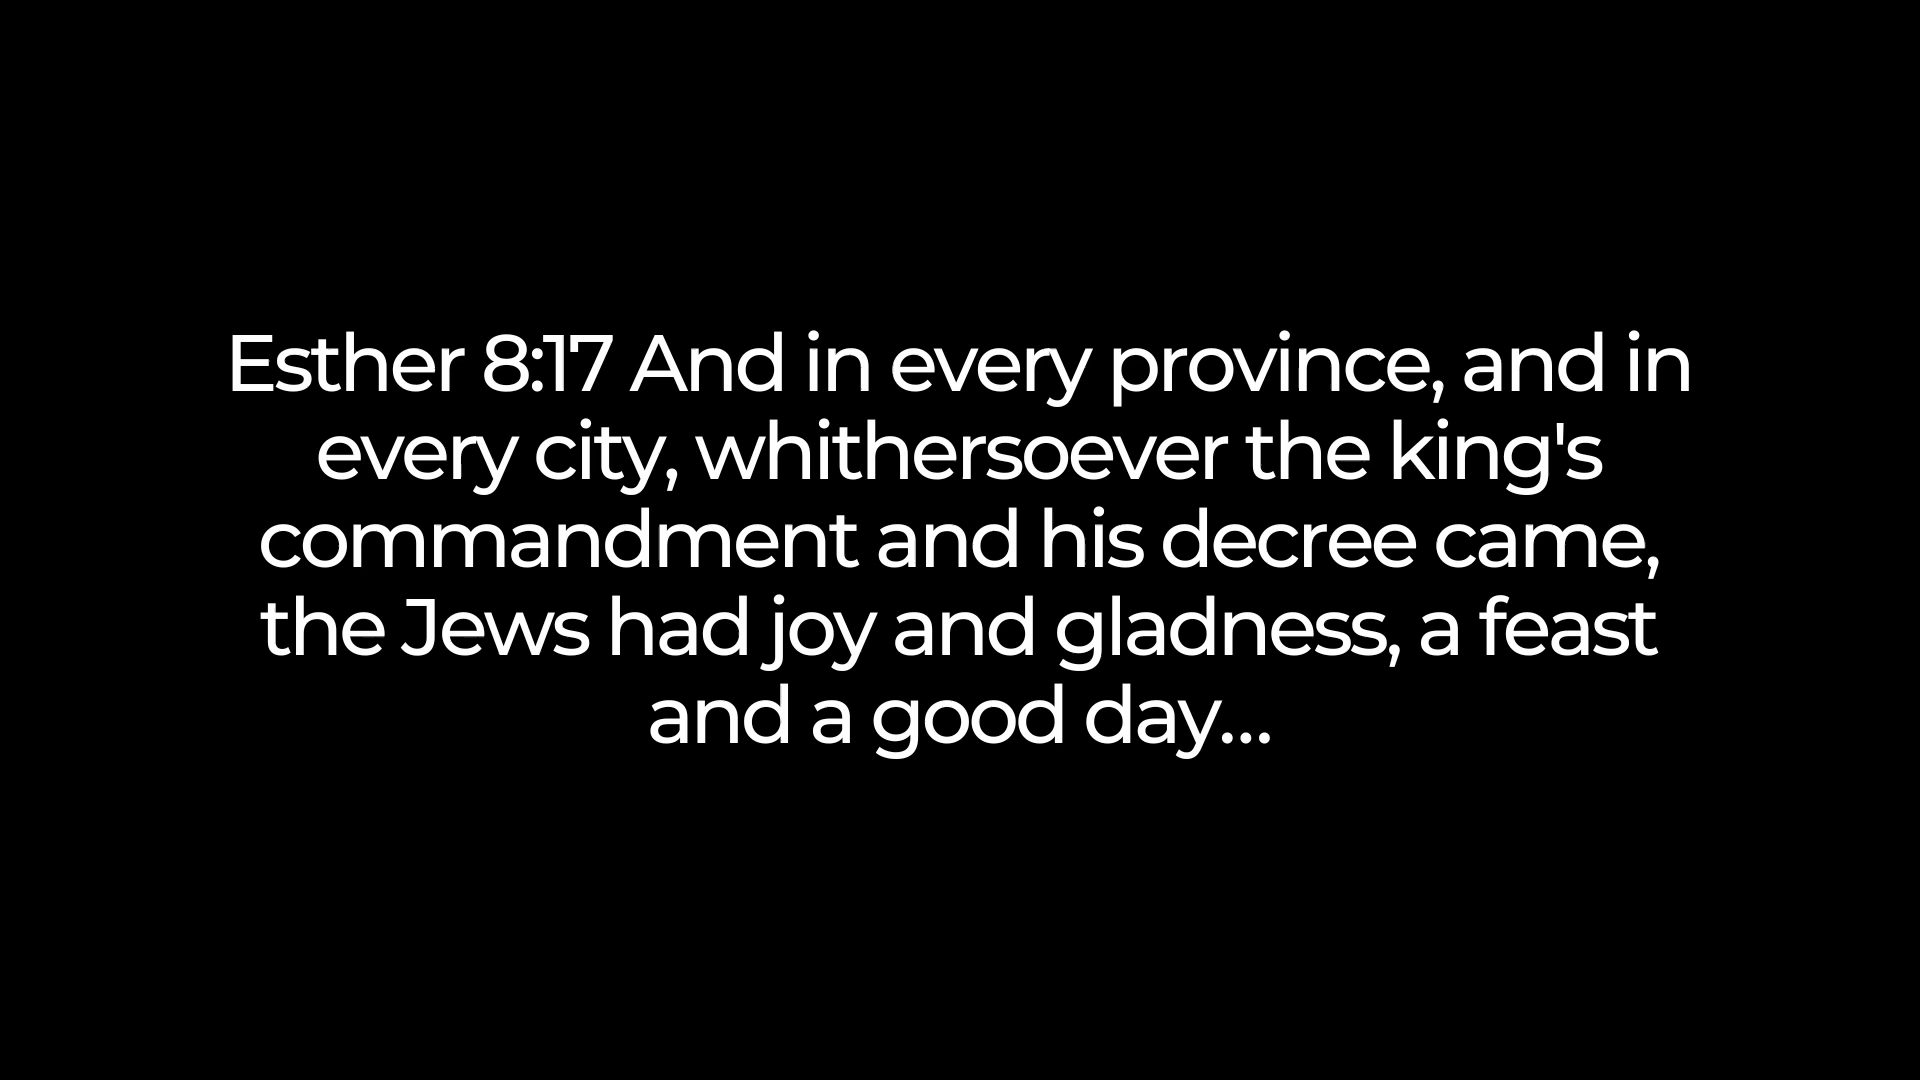 Esther 8:17 And in every province, and in
every city, whithersoever the king's
commandment and his decree came,
the Jews had joy and gladness, a feast
and a good day...